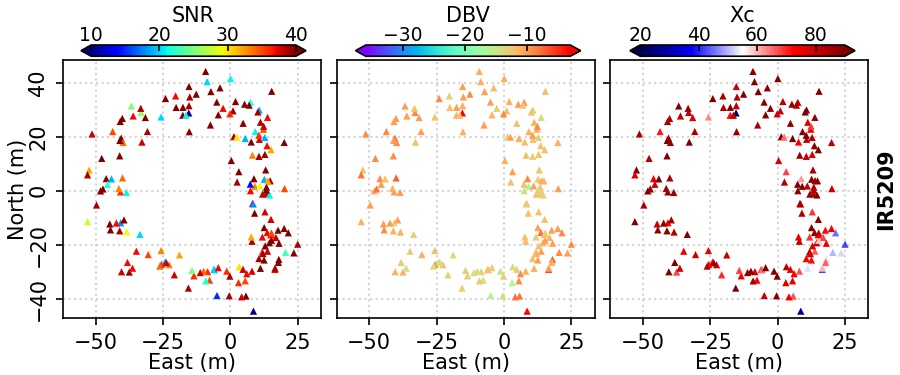 SNR DBV Xc
10 20 30 40 −30 −20 −10 20 40 60 80
40
20
0
−20
−40
North (m)
−50 −25 0 25 −50 −25 0 25 −50 −25 0 25
East (m) East (m) East (m)
IR5209